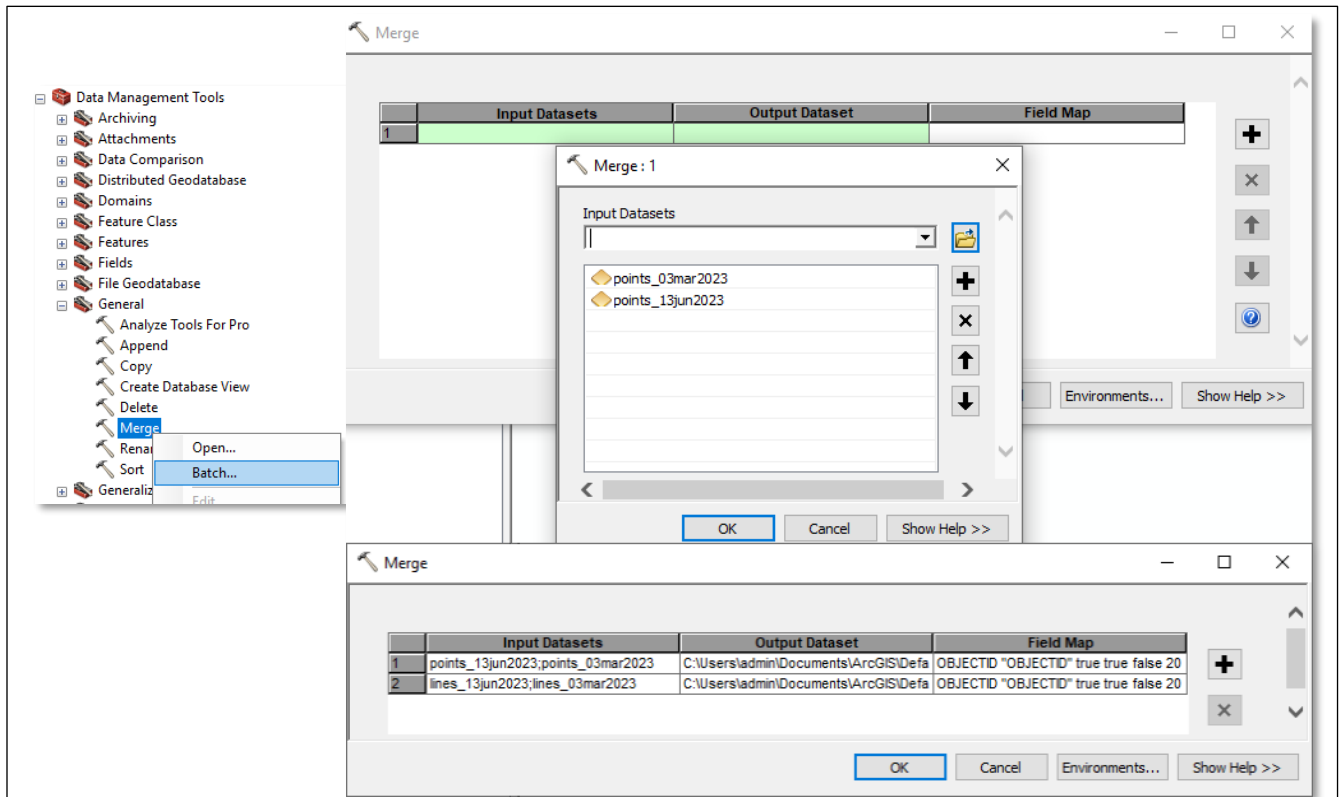 Data Management Tools
Archiving
Attachments
Data Comparison
Distributed Geodatabase
Domains
Feature Class
Features
Fields
File Geodatabase
General
Analyze Tools For Pro
Append
Copy
Create Database View
Delete
Merge
Renar
Sort
Generaliz
Open...
Batch...
Edit
Merge
Input Datasets Output Dataset Field Map
1
Merge : 1
Input Datasets
points_03mar2023
points_13jun2023
OK Cancel Show Help >>
Environments... Show Help >>
Merge
Input Datasets Output Dataset Field Map
1 points_13jun2023;points_03mar2023 C:\Users\admin\Documents\ArcGIS\Defa OBJECTID "OBJECTID" true true false 20
2 lines_13jun2023;lines_03mar2023 C:\Users\admin\Documents\ArcGIS\Defa OBJECTID "OBJECTID" true true false 20
OK Cancel Environments... Show Help >>